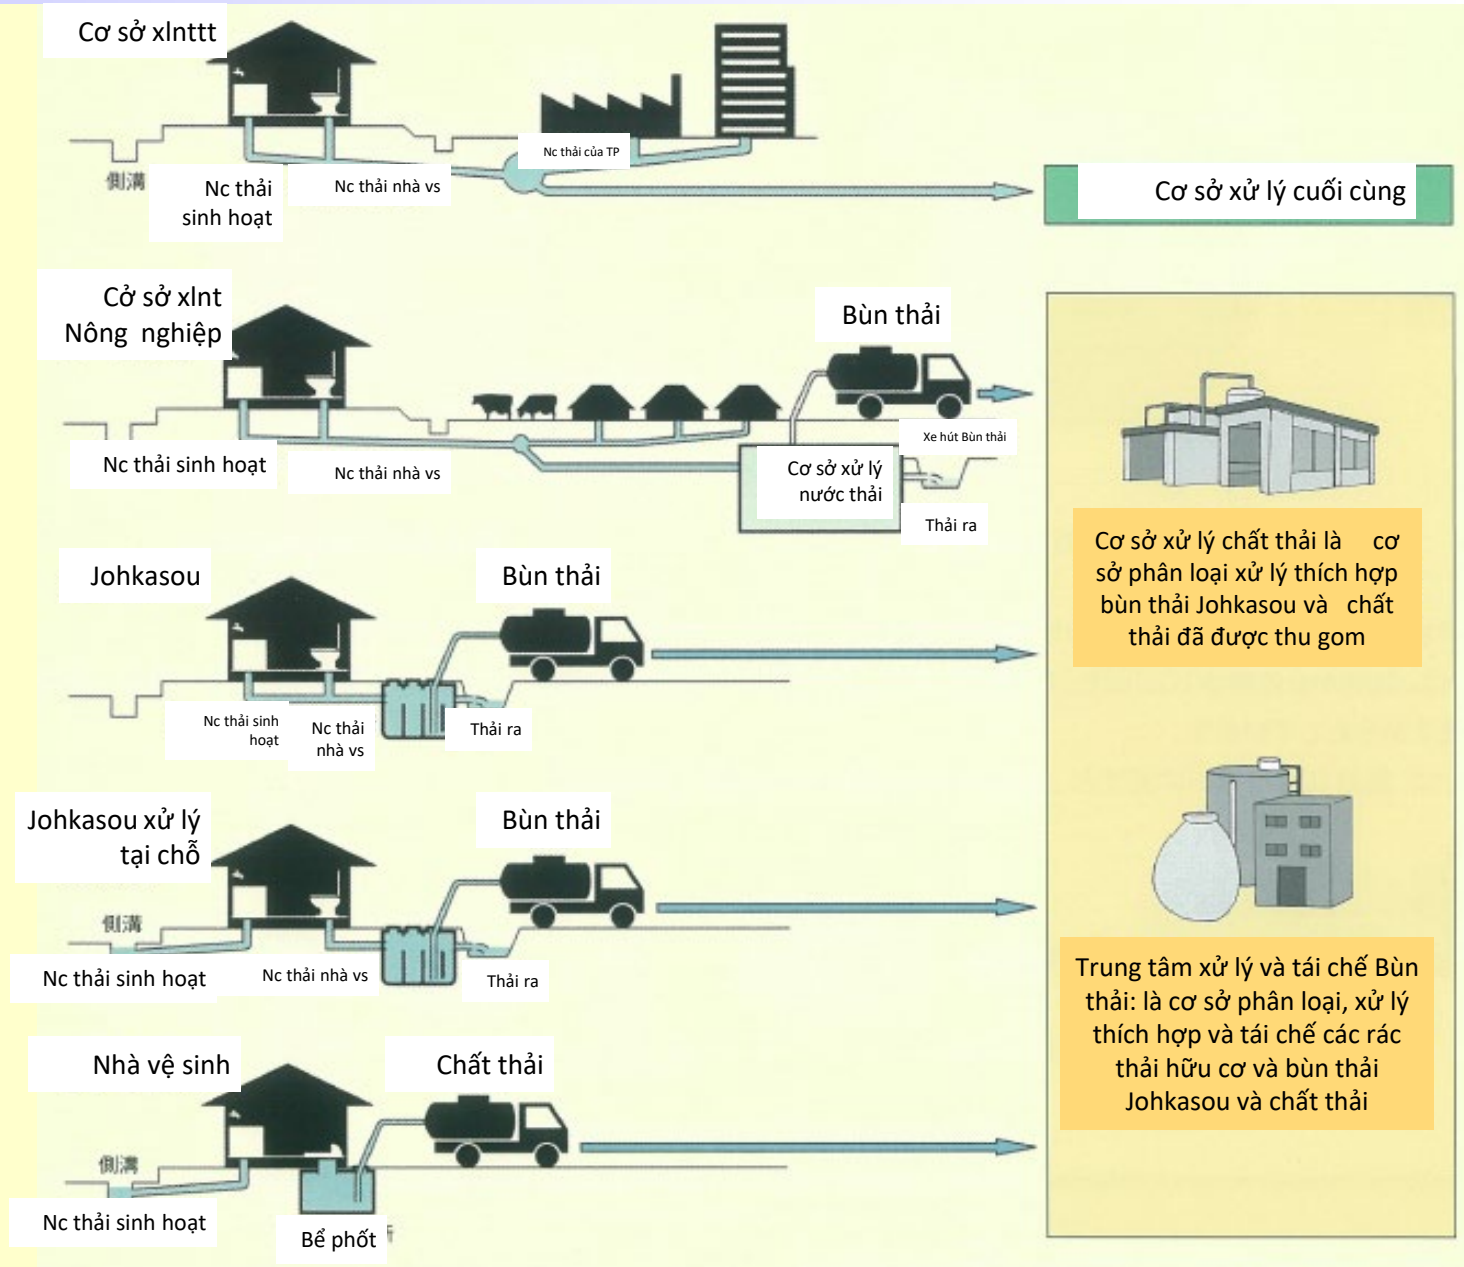 Cơ sở xlnttt
Nc thải của TP
側溝
Nc thải
sinh hoạt
Nc thải nhà vs
Cơ sở xử lý cuối cùng
Cở sở xlnt
Nông nghiệp
Bùn thải
Xe hút Bùn thải
Nc thải sinh hoạt
Nc thải nhà vs
Cơ sở xử lý
nước thải
Thải ra
Cơ sở xử lý chất thải là cơ
sở phân loại xử lý thích hợp
bùn thải Johkasou và chất
thải đã được thu gom
Johkasou
Bùn thải
Nc thải sinh
hoạt
Nc thải
nhà vs
Thải ra
Johkasou xử lý
tại chỗ
Bùn thải
側溝
Nc thải sinh hoạt
Nc thải nhà vs
Thải ra
Trung tâm xử lý và tái chế Bùn
thải: là cơ sở phân loại, xử lý
thích hợp và tái chế các rác
thải hữu cơ và bùn thải
Johkasou và chất thải
Nhà vệ sinh
Chất thải
側溝
Nc thải sinh hoạt
Bể phốt